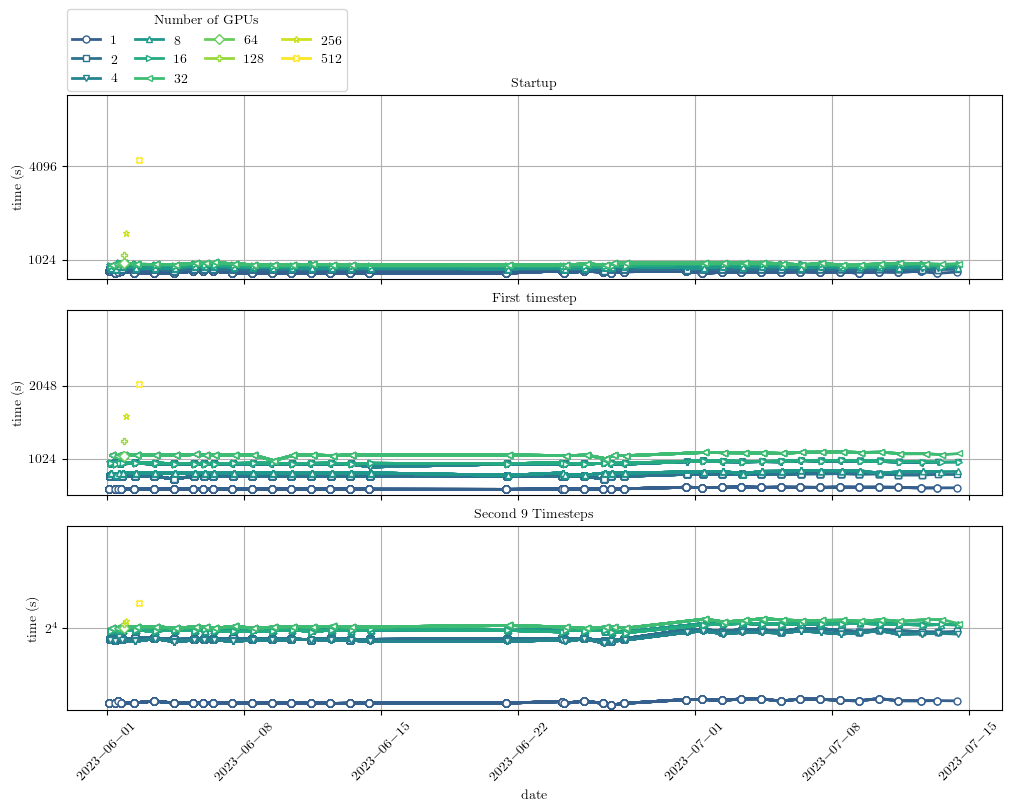 Number of GPUs
1 8 64 256
2 16 128 512
4 32
Startup
4096
time (s)
1024
First timestep
2048
time (s)
1024
Second 9 Timesteps
time (s)
2⁴
2023−06−01 2023−06−08 2023−06−15 2023−06−22 2023−07−01 2023−07−08 2023−07−15
date